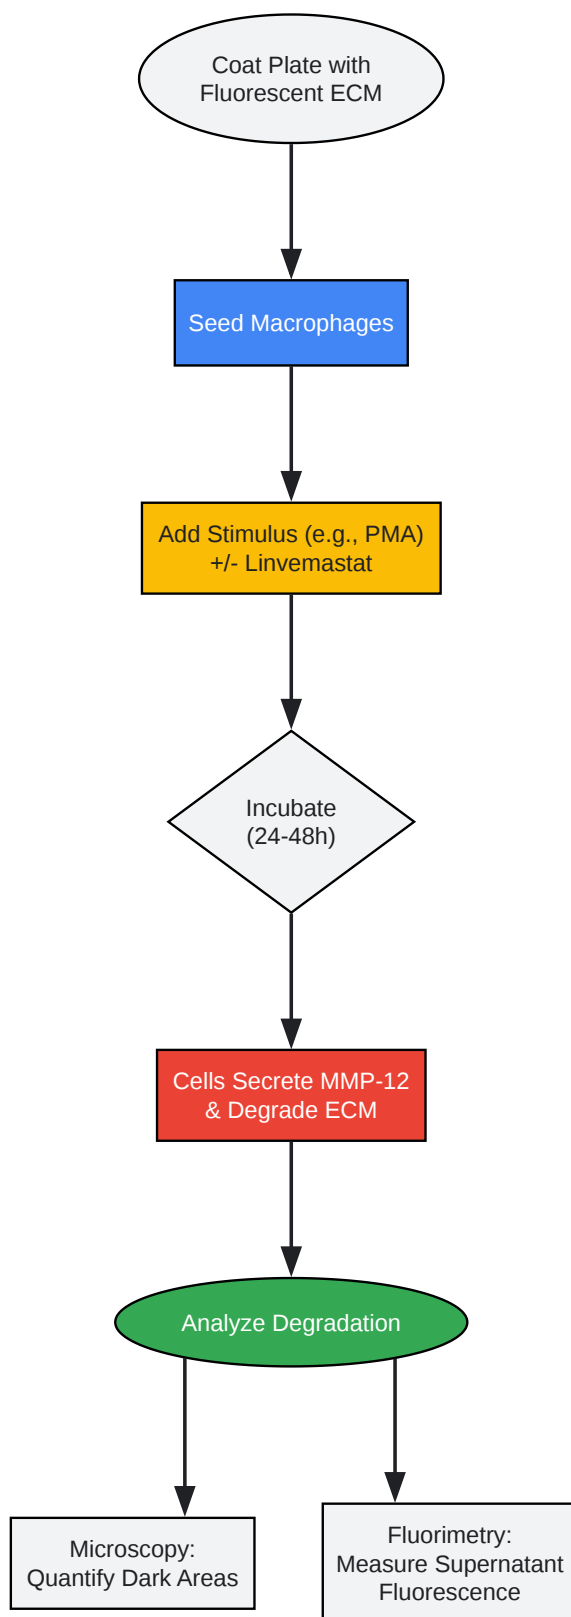 Coat Plate with
Fluorescent ECM
Seed Macrophages
Add Stimulus (e.g., PMA)
+/- Linvemastat
Incubate
(24-48h)
Cells Secrete MMP-12
& Degrade ECM
Analyze Degradation
Microscopy:
Quantify Dark Areas
Fluorimetry:
Measure Supernatant
Fluorescence